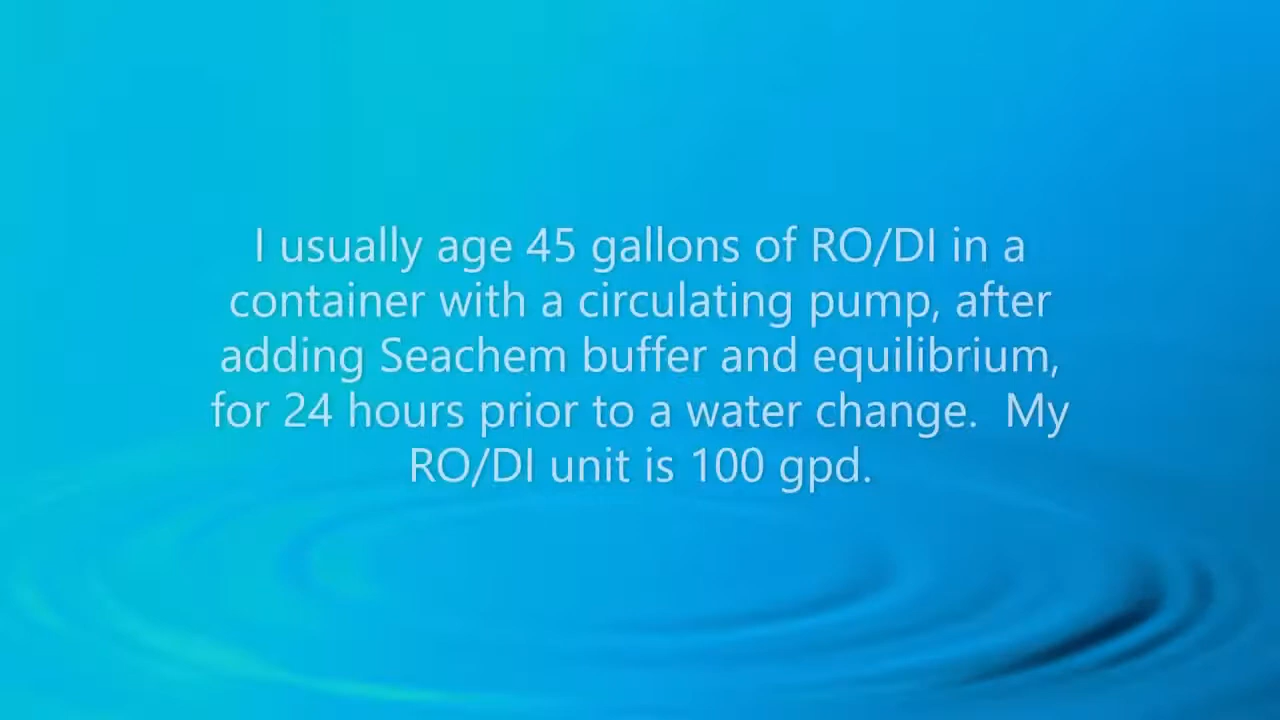 I usually age 45 gallons of RO/DI in a
container with a circulating pump, after
adding Seachem buffer and equilibrium,
for 24 hours prior to a water change.  My
RO/DI unit is 100 gpd.